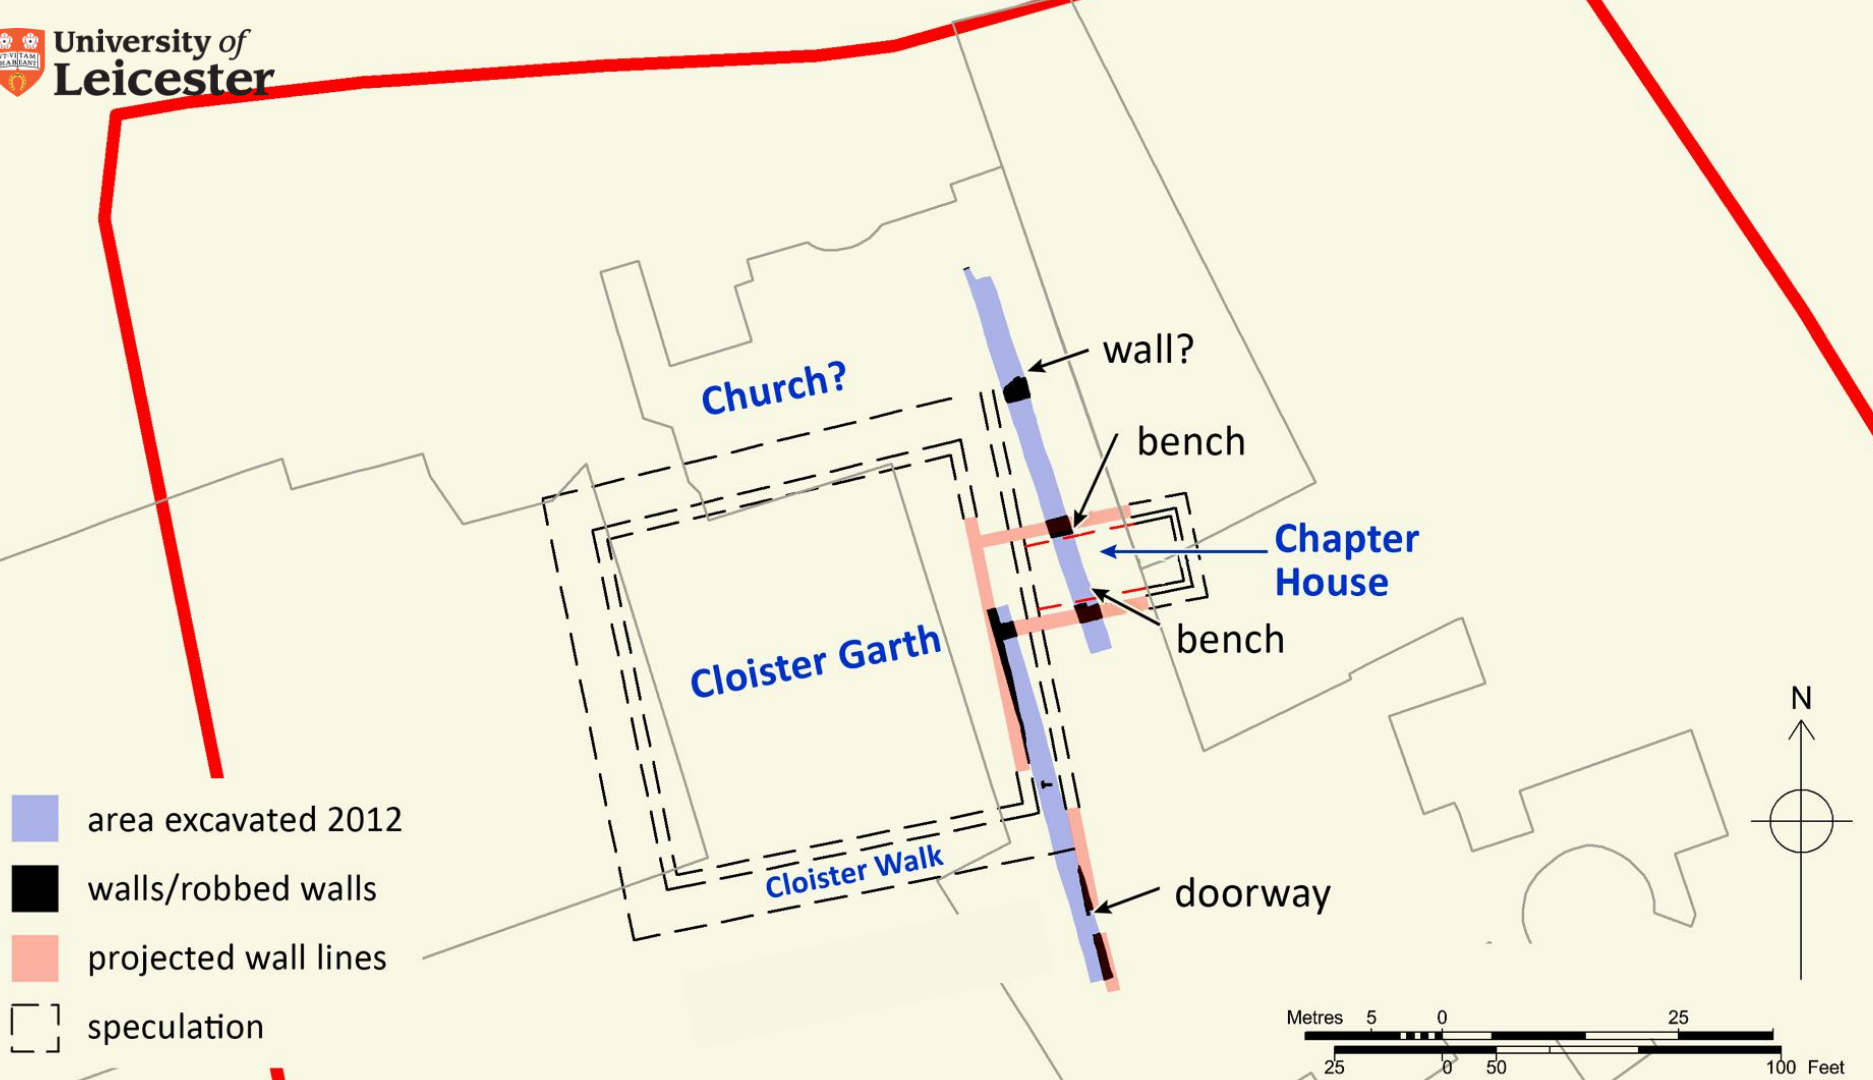 University of
Leicester
wall?
Church?
bench
Chapter
House
bench
Cloister Garth
N
area excavated 2012
Cloister Walk
walls/robbed walls
doorway
projected wall lines
speculation
Metres 5 0 25
25 0 50 100 Feet